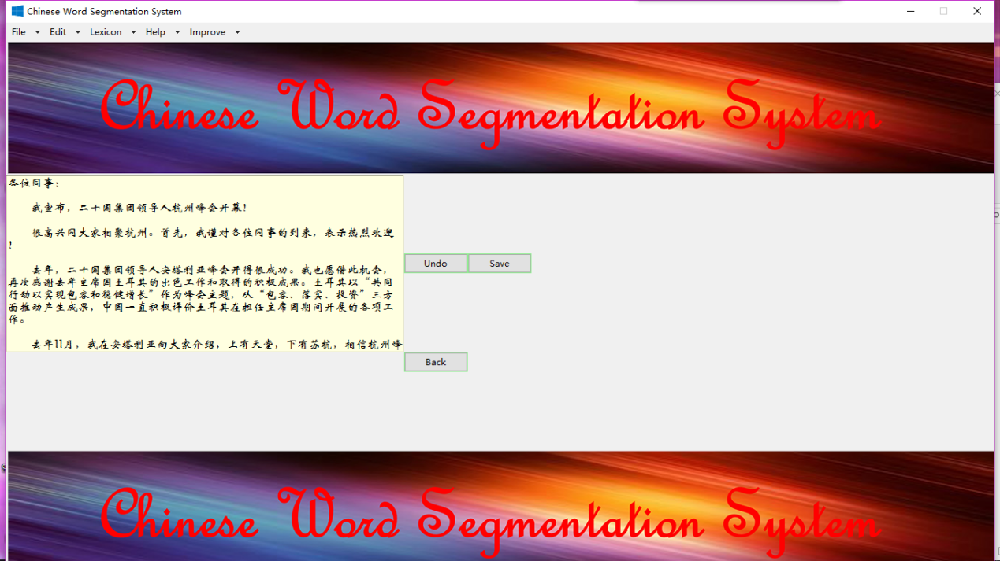 Chinese Word Segmentation System
File Edit Lexicon Help Improve
Chinese Word Segmentation System
各位同事：
我宣布，二十国集团领导人杭州峰会开幕！
很高兴同大家相聚杭州。首先，我谨对各位同事的到来，表示热烈欢迎
！
去年，二十国集团领导人安塔利亚峰会开得很成功。我也愿借此机会，
再次感谢去年主席国土耳其的出色工作和取得的积极成果。土耳其以“共同
行动以实现包容和稳健增长”作为峰会主题，从“包容、落实、投资”三方
面推动产生成果，中国一直积极评价土耳其在担任主席国期间开展的各项工
作。
去年11月，我在安塔利亚向大家介绍，上有天堂，下有苏杭，相信杭州峰
Undo Save
Back
Chinese Word Segmentation System